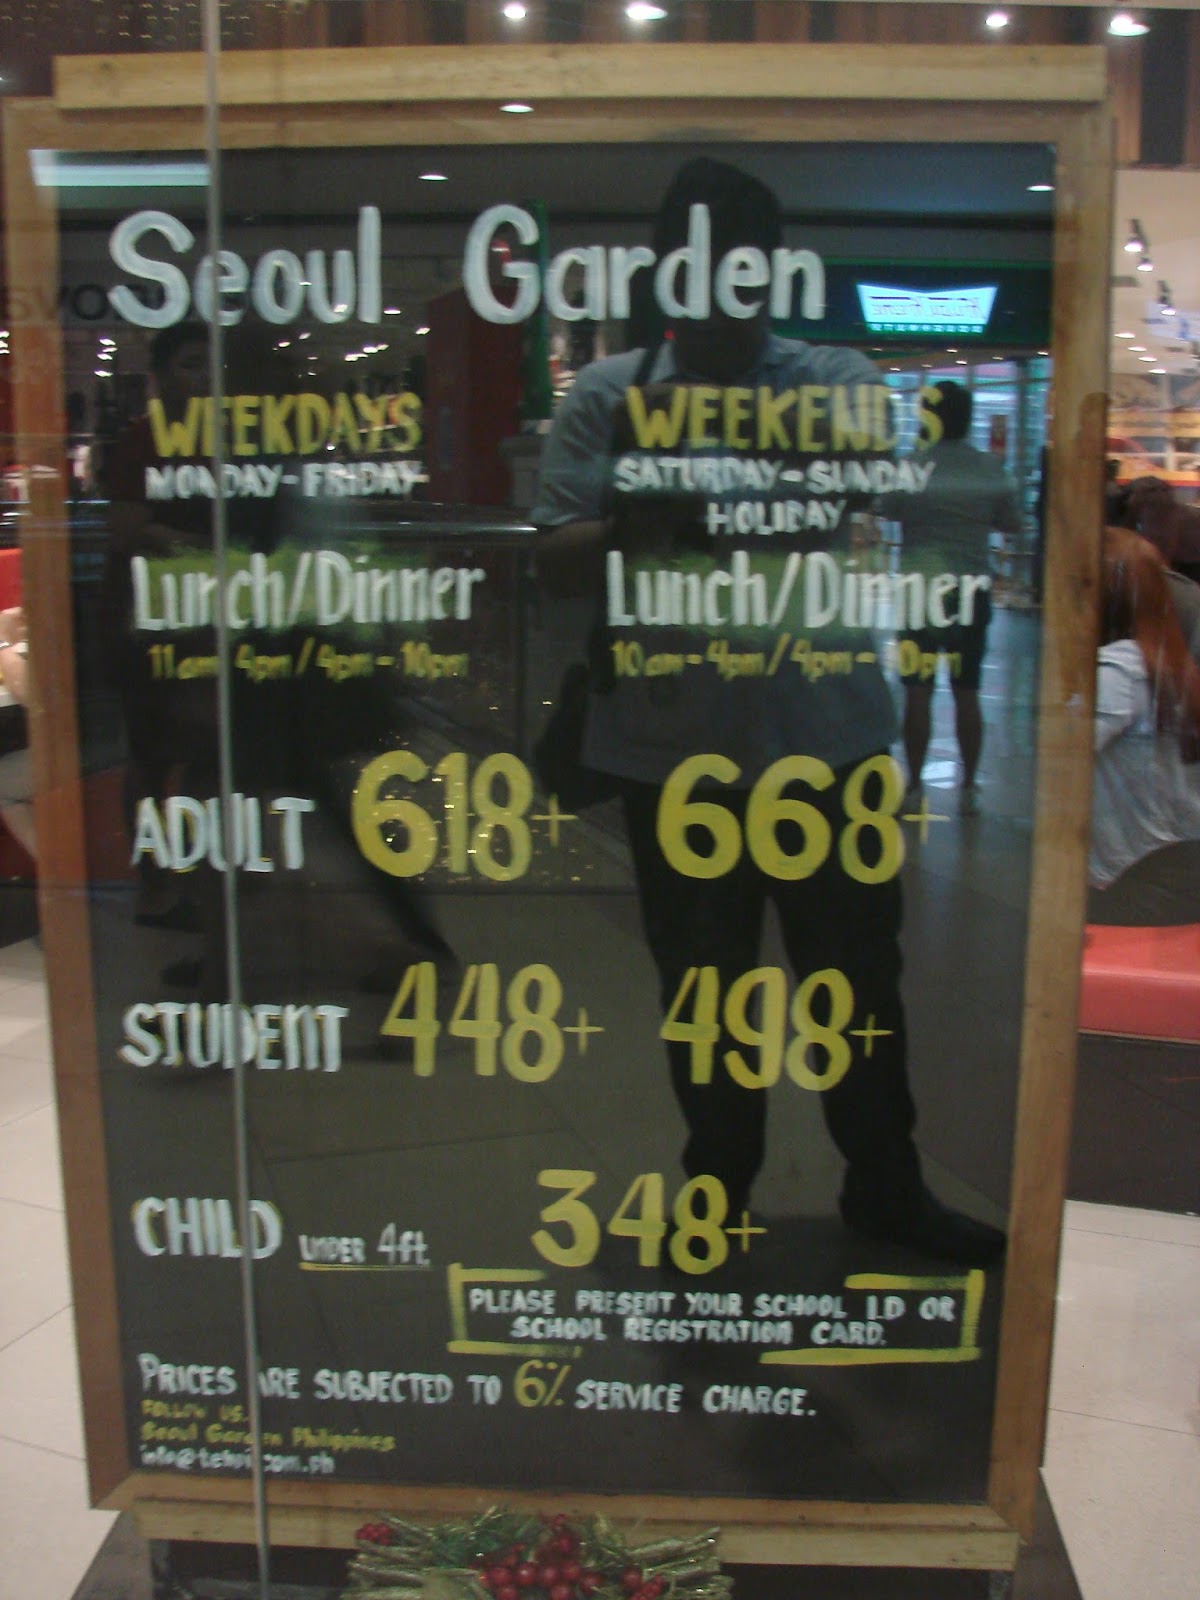 Seoul Garden
WEEKDAYS
MONDAY-FRIDAY
Lunch/Dinner
11am 4pm/4pm-10pm
WEEKENDS
SATURDAY-SUNDAY
HOLIDAY
Lunch/Dinner
10am-4pm/4pm-10pm
ADULT 618+ 668+
STUDENT 448+ 498+
CHILD UNDER 4ft. 348+
PLEASE PRESENT YOUR SCHOOL I.D OR
SCHOOL REGISTRATION CARD.
PRICES ARE SUBJECTED TO 6% SERVICE CHARGE.
FOLLOW US.
Seoul Garden Philippines